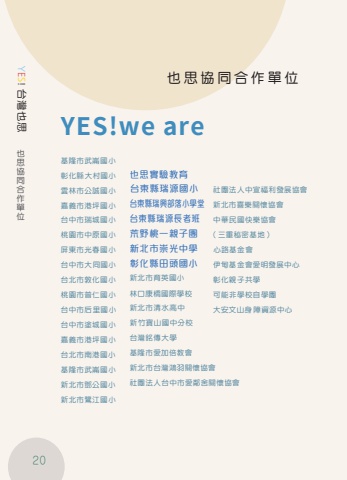 也思協同合作單位
YES!we are
YES! 台灣也思
也思協同合作單位
基隆市武崙國小
彰化縣大村國小
雲林市公誠國小
嘉義市港坪國小
台中市瑞城國小
桃園市中原國小
屏東市光春國小
台中市大同國小
台北市敦化國小
桃園市普仁國小
台中市后里國小
台中市塗城國小
嘉義市港坪國小
台北市南港國小
基隆市武崙國小
新北市鄧公國小
新北市鷺江國小
也思實驗教育
台東縣瑞源國小
台東縣瑞興部落小學堂
台東縣瑞源長者班
荒野親一親子團
新北市崇光中學
彰化縣田頭國小
新北市育英國小
林口康橋國際學校
新北市清水高中
新竹寶山國中分校
台灣銘傳大學
基隆市愛加倍教會
新北市台灣鴻羽關懷協會
社團法人台中市愛鄰舍關懷協會
社團法人中宣福利發展協會
新北市喜樂關懷協會
中華民國快樂協會
（三重秘密基地）
心路基金會
伊甸基金會愛明發展中心
彰化親子共學
可能非學校自學團
大安文山身障資源中心
20